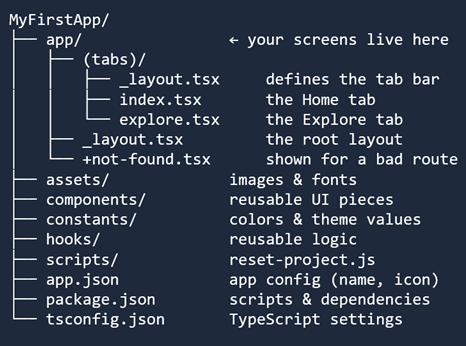 MyFirstApp/
├── app/                ← your screens live here
│   ├── (tabs)/
│   │   ├── _layout.tsx     defines the tab bar
│   │   ├── index.tsx       the Home tab
│   │   └── explore.tsx     the Explore tab
│   ├── _layout.tsx         the root layout
│   └── +not-found.tsx      shown for a bad route
├── assets/             images & fonts
├── components/         reusable UI pieces
├── constants/          colors & theme values
├── hooks/              reusable logic
├── scripts/            reset-project.js
├── app.json            app config (name, icon)
├── package.json        scripts & dependencies
└── tsconfig.json       TypeScript settings